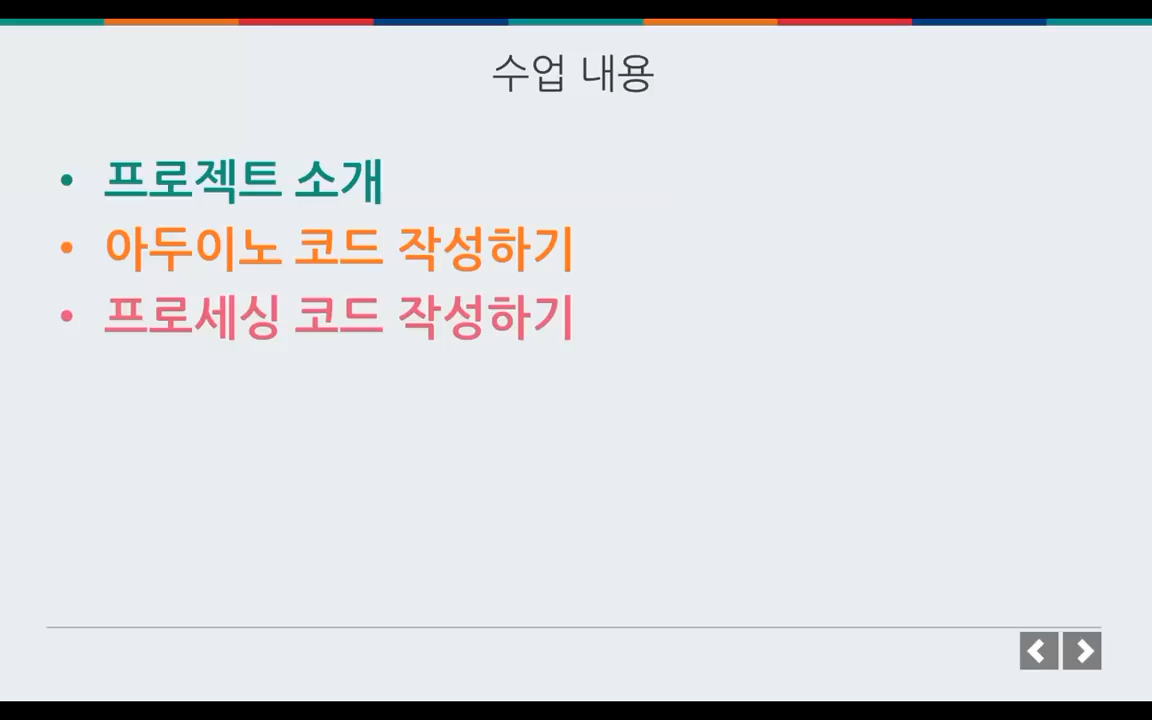 수업 내용
• 프로젝트 소개
• 아두이노 코드 작성하기
• 프로세싱 코드 작성하기